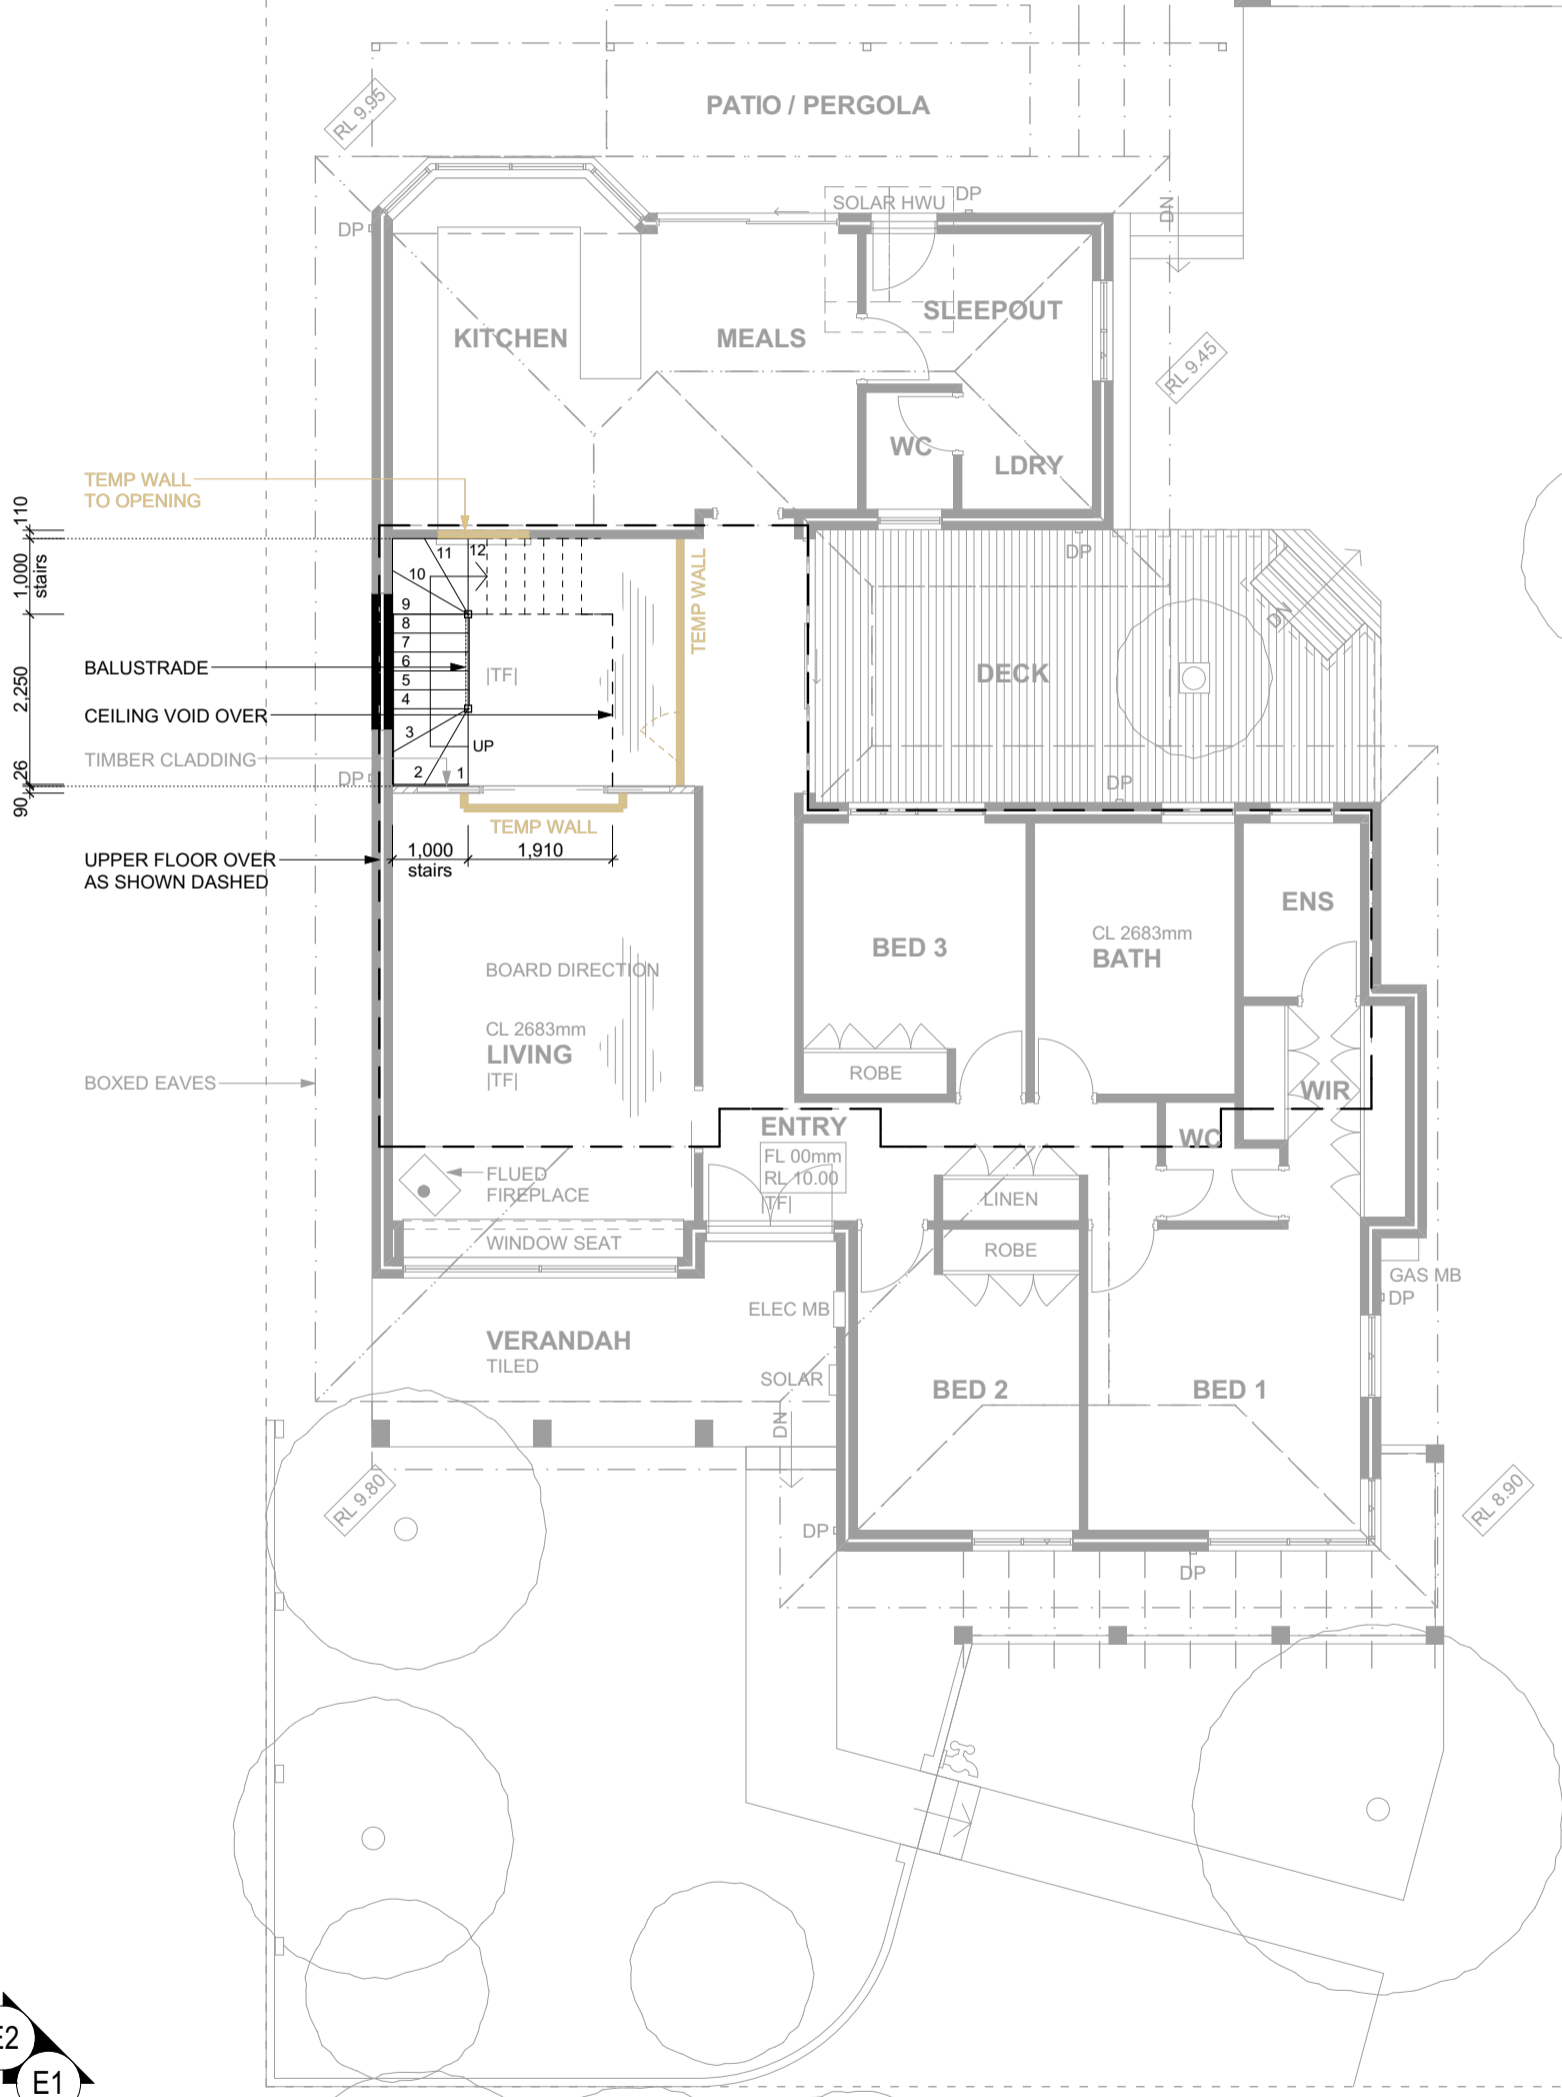 PATIO / PERGOLA
RL 9.95
SOLAR HWU
DP
DN
DP
SLEEPOUT
KITCHEN
MEALS
RL 9.45
WC
LDRY
TEMP WALL
TO OPENING
110
1,000
stairs
2,250
26
90
11
12
10
9
8
7
6
5
4
3
2
1
UP
|TF|
TEMP WALL
DP
DN
DECK
BALUSTRADE
CEILING VOID OVER
TIMBER CLADDING
DP
DP
TEMP WALL
1,000
stairs
1,910
UPPER FLOOR OVER
AS SHOWN DASHED
BED 3
CL 2683mm
BATH
ENS
BOARD DIRECTION
CL 2683mm
LIVING
|TF|
ROBE
BOXED EAVES
WIR
ENTRY
FL 00mm
RL 10.00
|TF|
WC
FLUED
FIREPLACE
LINEN
WINDOW SEAT
ROBE
GAS MB
DP
ELEC MB
VERANDAH
TILED
SOLAR
BED 2
BED 1
DN
RL 9.80
RL 8.90
DP
DP
E2
E1